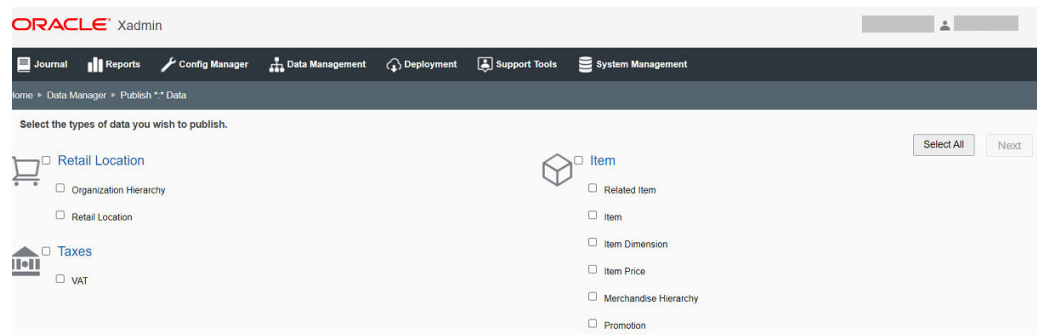 ORACLE Xadmin
Journal Reports Config Manager Data Management Deployment Support Tools System Management
ome » Data Manager » Publish *:* Data
Select the types of data you wish to publish.
Select All Next
Retail Location
Organization Hierarchy
Retail Location
Taxes
VAT
Item
Related Item
Item
Item Dimension
Item Price
Merchandise Hierarchy
Promotion